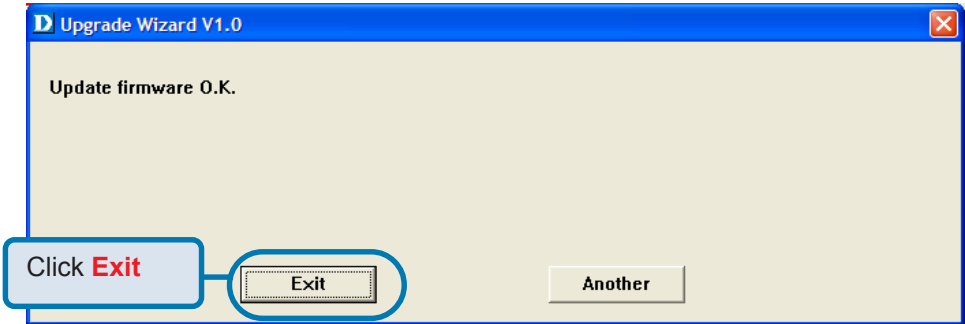 D Upgrade Wizard V1.0
Update firmware O.K.
Click Exit
Exit
Another